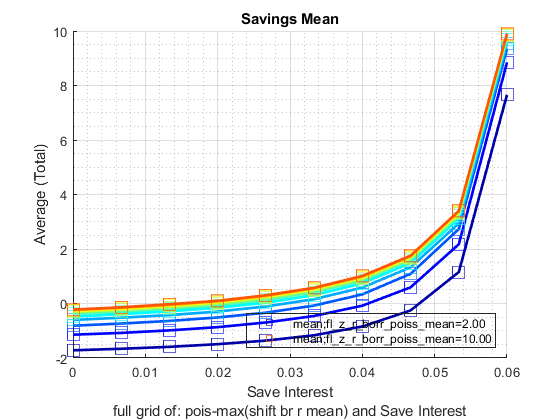 Savings Mean
10
8
6
4
2
0
-2
Average (Total)
mean;fl_z_r_borr_poiss_mean=2.00
mean;fl_z_r_borr_poiss_mean=10.00
0 0.01 0.02 0.03 0.04 0.05 0.06
Save Interest
full grid of: pois-max(shift br r mean) and Save Interest